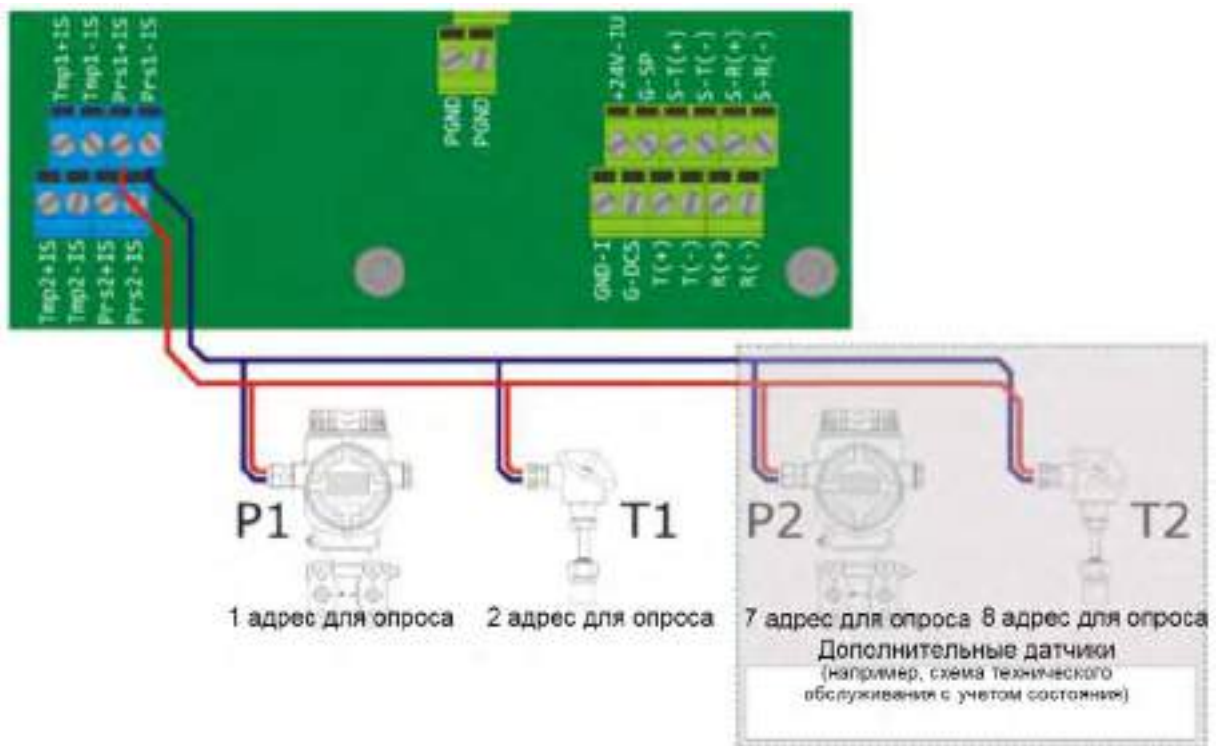 Tmp1+IS
Tmp1-IS
Prs1+IS
Prs1-IS
Tmp2+IS
Tmp2-IS
Prs2+IS
Prs2-IS
PGND
PGND
+24V-IU
G-SP
S-T(+)
S-T(-)
S-R(+)
S-R(-)
GND-I
G-DCS
T(+)
T(-)
R(+)
R(-)
P1
T1
P2
T2
1 адрес для опроса
2 адрес для опроса
7 адрес для опроса
8 адрес для опроса
Дополнительные датчики
(например, схема технического
обслуживания с учетом состояния)